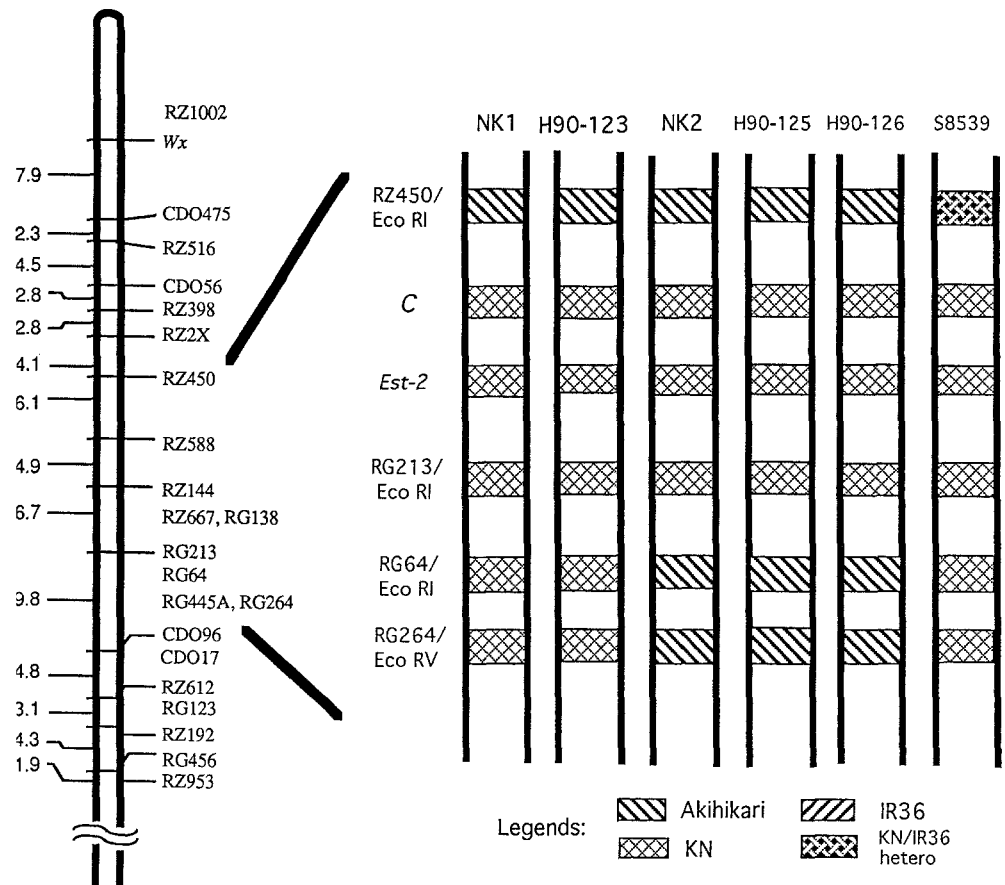 RZ1002
Wx
7.9
CDO475
2.3
RZ516
4.5
CDO56
2.8
RZ398
2.8
RZ2X
4.1
RZ450
6.1
RZ588
4.9
RZ144
6.7
RZ667, RG138
RG213
RG64
9.8
RG445A, RG264
CDO96
CDO17
4.8
RZ612
3.1
RG123
4.3
RZ192
1.9
RG456
RZ953
NK1 H90-123 NK2 H90-125 H90-126 S8539
RZ450/
Eco RI
C
Est-2
RG213/
Eco RI
RG64/
Eco RI
RG264/
Eco RV
Legends:
Akihikari
IR36
KN
KN/IR36
hetero